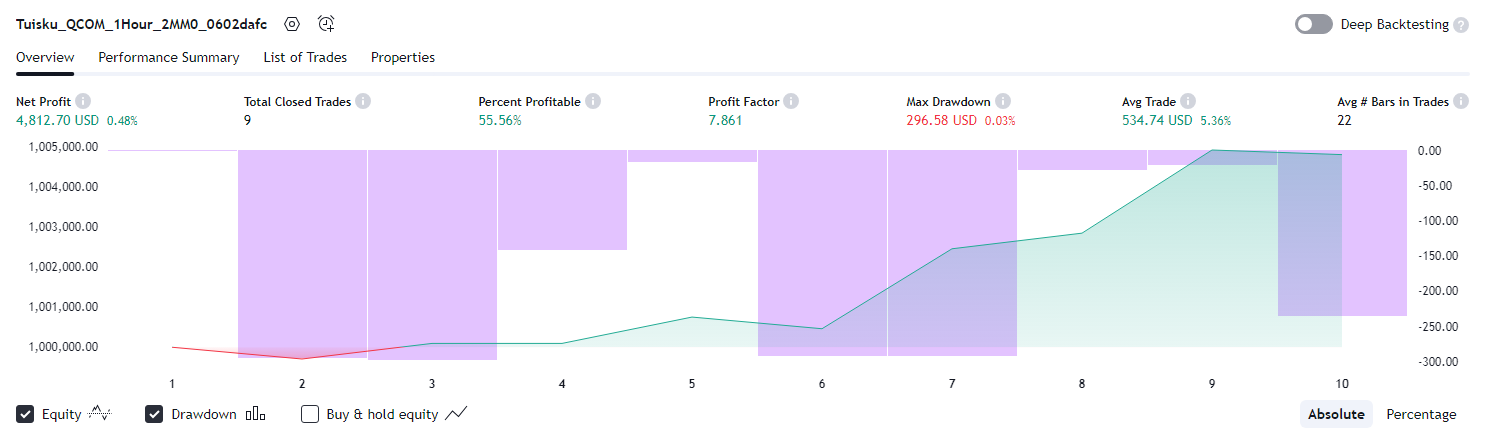 Tuisku_QCOM_1Hour_2MM0_0602dafc
Deep Backtesting
Overview Performance Summary List of Trades Properties
Net Profit Total Closed Trades Percent Profitable Profit Factor Max Drawdown Avg Trade Avg # Bars in Trades
4,812.70 USD 0.48% 9 55.56% 7.861 296.58 USD 0.03% 534.74 USD 5.36% 22
1,005,000.00 0.00
1,004,000.00 -50.00
1,003,000.00 -100.00
-150.00
1,002,000.00
-200.00
1,001,000.00
-250.00
1,000,000.00
-300.00
1 2 3 4 5 6 7 8 9 10
Equity Drawdown Buy & hold equity Absolute Percentage